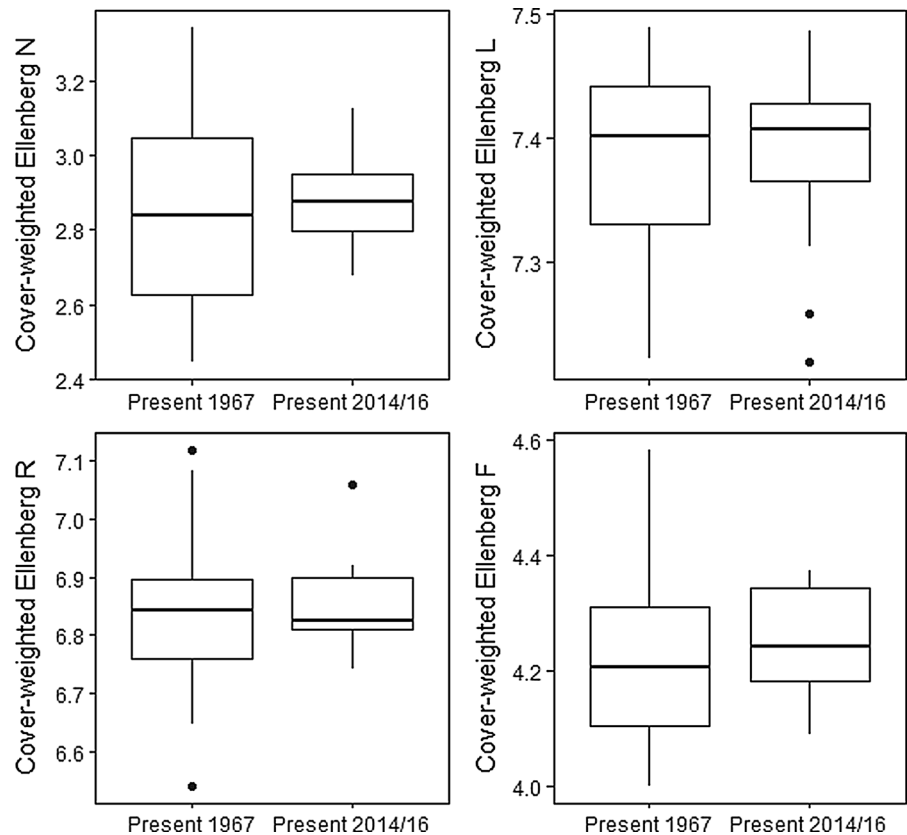 Cover-weighted Ellenberg N
3.2
3.0
2.8
2.6
2.4
Present 1967
Present 2014/16
Cover-weighted Ellenberg L
7.5
7.4
7.3
Present 1967
Present 2014/16
Cover-weighted Ellenberg R
7.1
7.0
6.9
6.8
6.7
6.6
Present 1967
Present 2014/16
Cover-weighted Ellenberg F
4.6
4.4
4.2
4.0
Present 1967
Present 2014/16